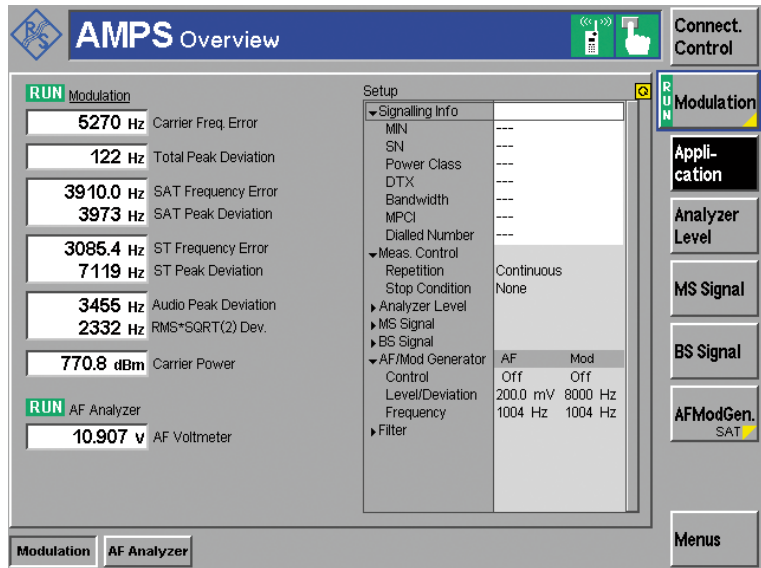 R&S
AMPS Overview
Connect. Control
RUN Modulation
5270 Hz Carrier Freq. Error
122 Hz Total Peak Deviation
3910.0 Hz SAT Frequency Error
3973 Hz SAT Peak Deviation
3085.4 Hz ST Frequency Error
7119 Hz ST Peak Deviation
3455 Hz Audio Peak Deviation
2332 Hz RMS*SQRT(2) Dev.
770.8 dBm Carrier Power
RUN AF Analyzer
10.907 V AF Voltmeter
Setup
Signalling Info
MIN ---
SN ---
Power Class ---
DTX ---
Bandwidth ---
MPCI ---
Dialled Number ---
Meas. Control
Repetition Continuous
Stop Condition None
Analyzer Level
MS Signal
BS Signal
AF/Mod Generator AF Mod
Control Off Off
Level/Deviation 200.0 mV 8000 Hz
Frequency 1004 Hz 1004 Hz
Filter
RUN Modulation
Appli-
cation
Analyzer
Level
MS Signal
BS Signal
AFModGen.
SAT
Menus
Modulation AF Analyzer